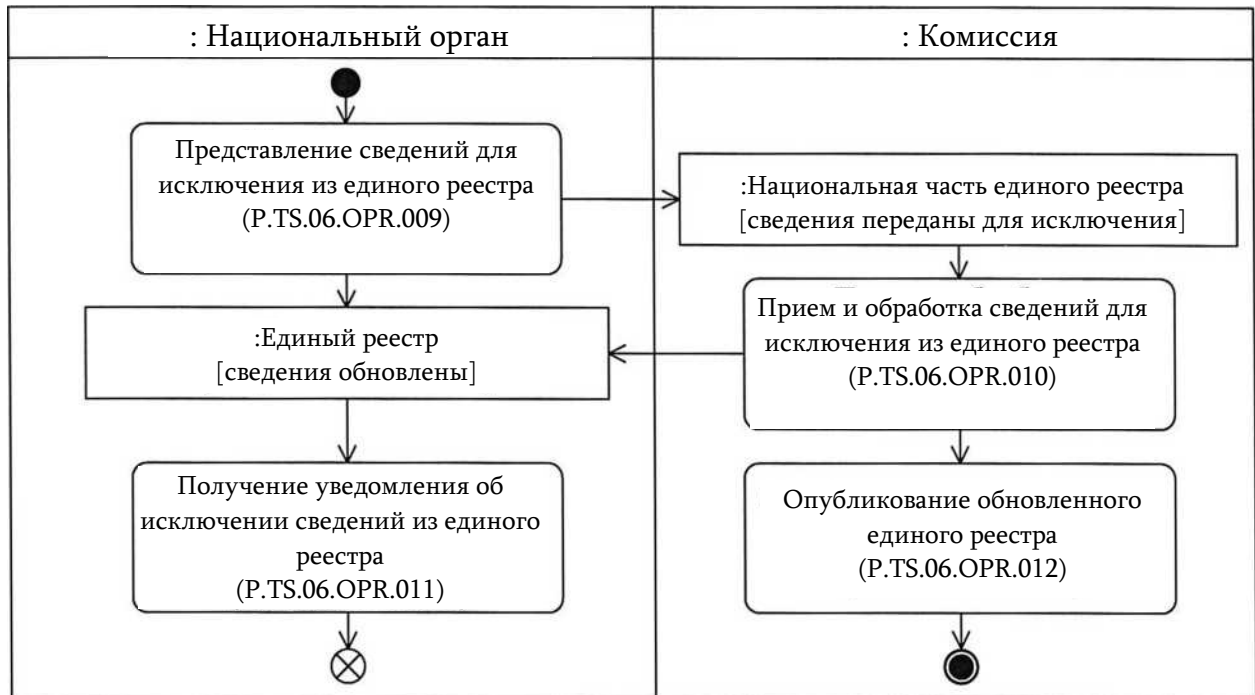 : Национальный орган
: Комиссия
Представление сведений для
исключения из единого реестра
(P.TS.06.OPR.009)
:Национальная часть единого реестра
[сведения переданы для исключения]
Прием и обработка сведений для
исключения из единого реестра
(P.TS.06.OPR.010)
:Единый реестр
[сведения обновлены]
Получение уведомления об
исключении сведений из единого
реестра
(P.TS.06.OPR.011)
Опубликование обновленного
единого реестра
(P.TS.06.OPR.012)